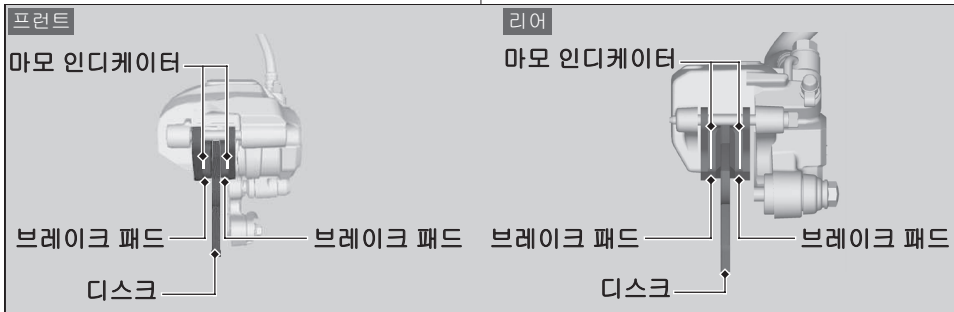 프런트
마모 인디케이터
브레이크 패드
브레이크 패드
디스크
리어
마모 인디케이터
브레이크 패드
브레이크 패드
디스크